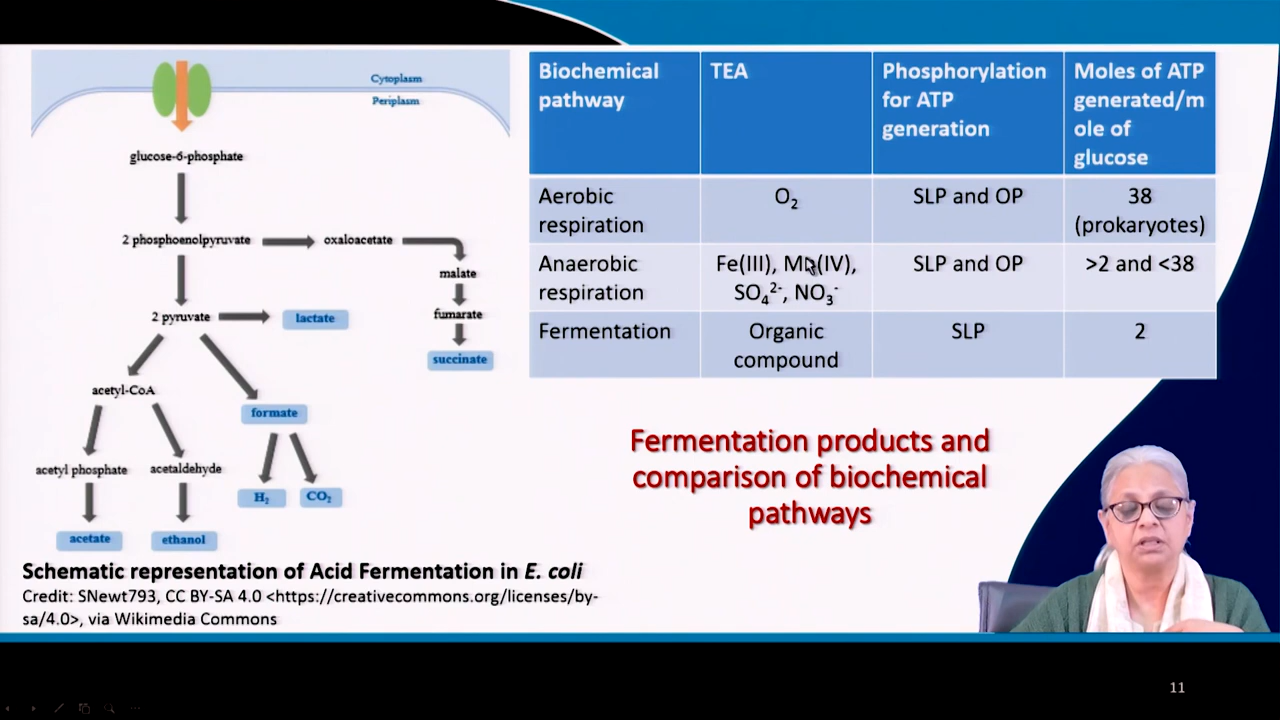 Cytoplasm
Periplasm
glucose-6-phosphate
2 phosphoenolpyruvate
oxaloacetate
malate
2 pyruvate
lactate
fumarate
succinate
acetyl-CoA
formate
acetyl phosphate
acetaldehyde
H₂
CO₂
acetate
ethanol
Schematic representation of Acid Fermentation in E. coli
Credit: SNewt793, CC BY-SA 4.0 <https://creativecommons.org/licenses/by-
sa/4.0>, via Wikimedia Commons
Biochemical
pathway
TEA
Phosphorylation
for ATP
generation
Moles of ATP
generated/m
ole of
glucose
Aerobic
respiration
O₂
SLP and OP
38
(prokaryotes)
Anaerobic
respiration
Fe(III), Mn(IV),
SO₄²⁻, NO₃⁻
SLP and OP
>2 and <38
Fermentation
Organic
compound
SLP
2
Fermentation products and
comparison of biochemical
pathways
11